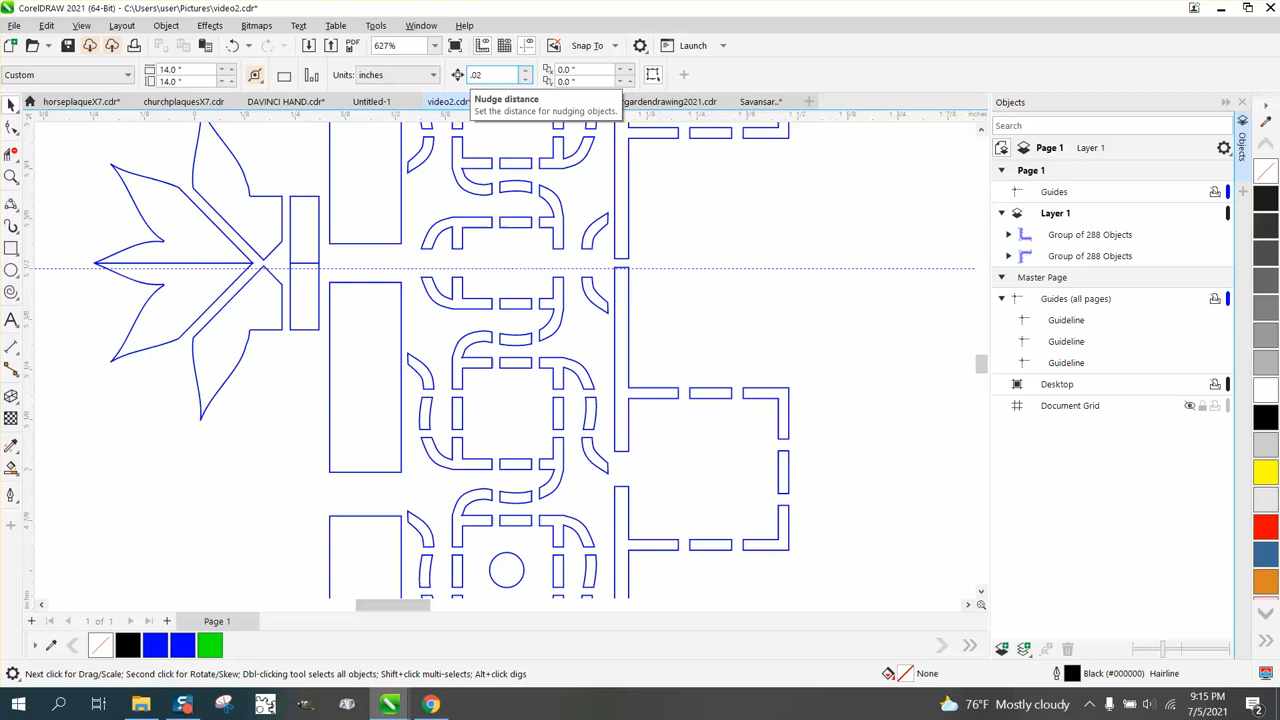 CorelDRAW 2021 (64-Bit) - C:\Users\user\Pictures\video2.cdr*
File Edit View Layout Object Effects Bitmaps Text Table Tools Window Help
PDF 627% Snap To Launch
Custom 14.0 " 14.0 " Units: inches .02 0.0 " 0.0 "
Nudge distance
Set the distance for nudging objects.
horseplaqueX7.cdr* churchplaquesX7.cdr DAVINCI HAND.cdr* Untitled-1 video2.cdr* gardendrawing2021.cdr Savansar..*
inches
Objects
Search
Page 1 Layer 1
Page 1
Guides
Layer 1
Group of 288 Objects
Group of 288 Objects
Master Page
Guides (all pages)
Guideline
Guideline
Guideline
Desktop
Document Grid
Objects
inches
1 of 1 Page 1
Next click for Drag/Scale; Second click for Rotate/Skew; Dbl-clicking tool selects all objects; Shift+click multi-selects; Alt+click digs
None Black (#000000) Hairline
76°F Mostly cloudy
9:15 PM
7/5/2021
2